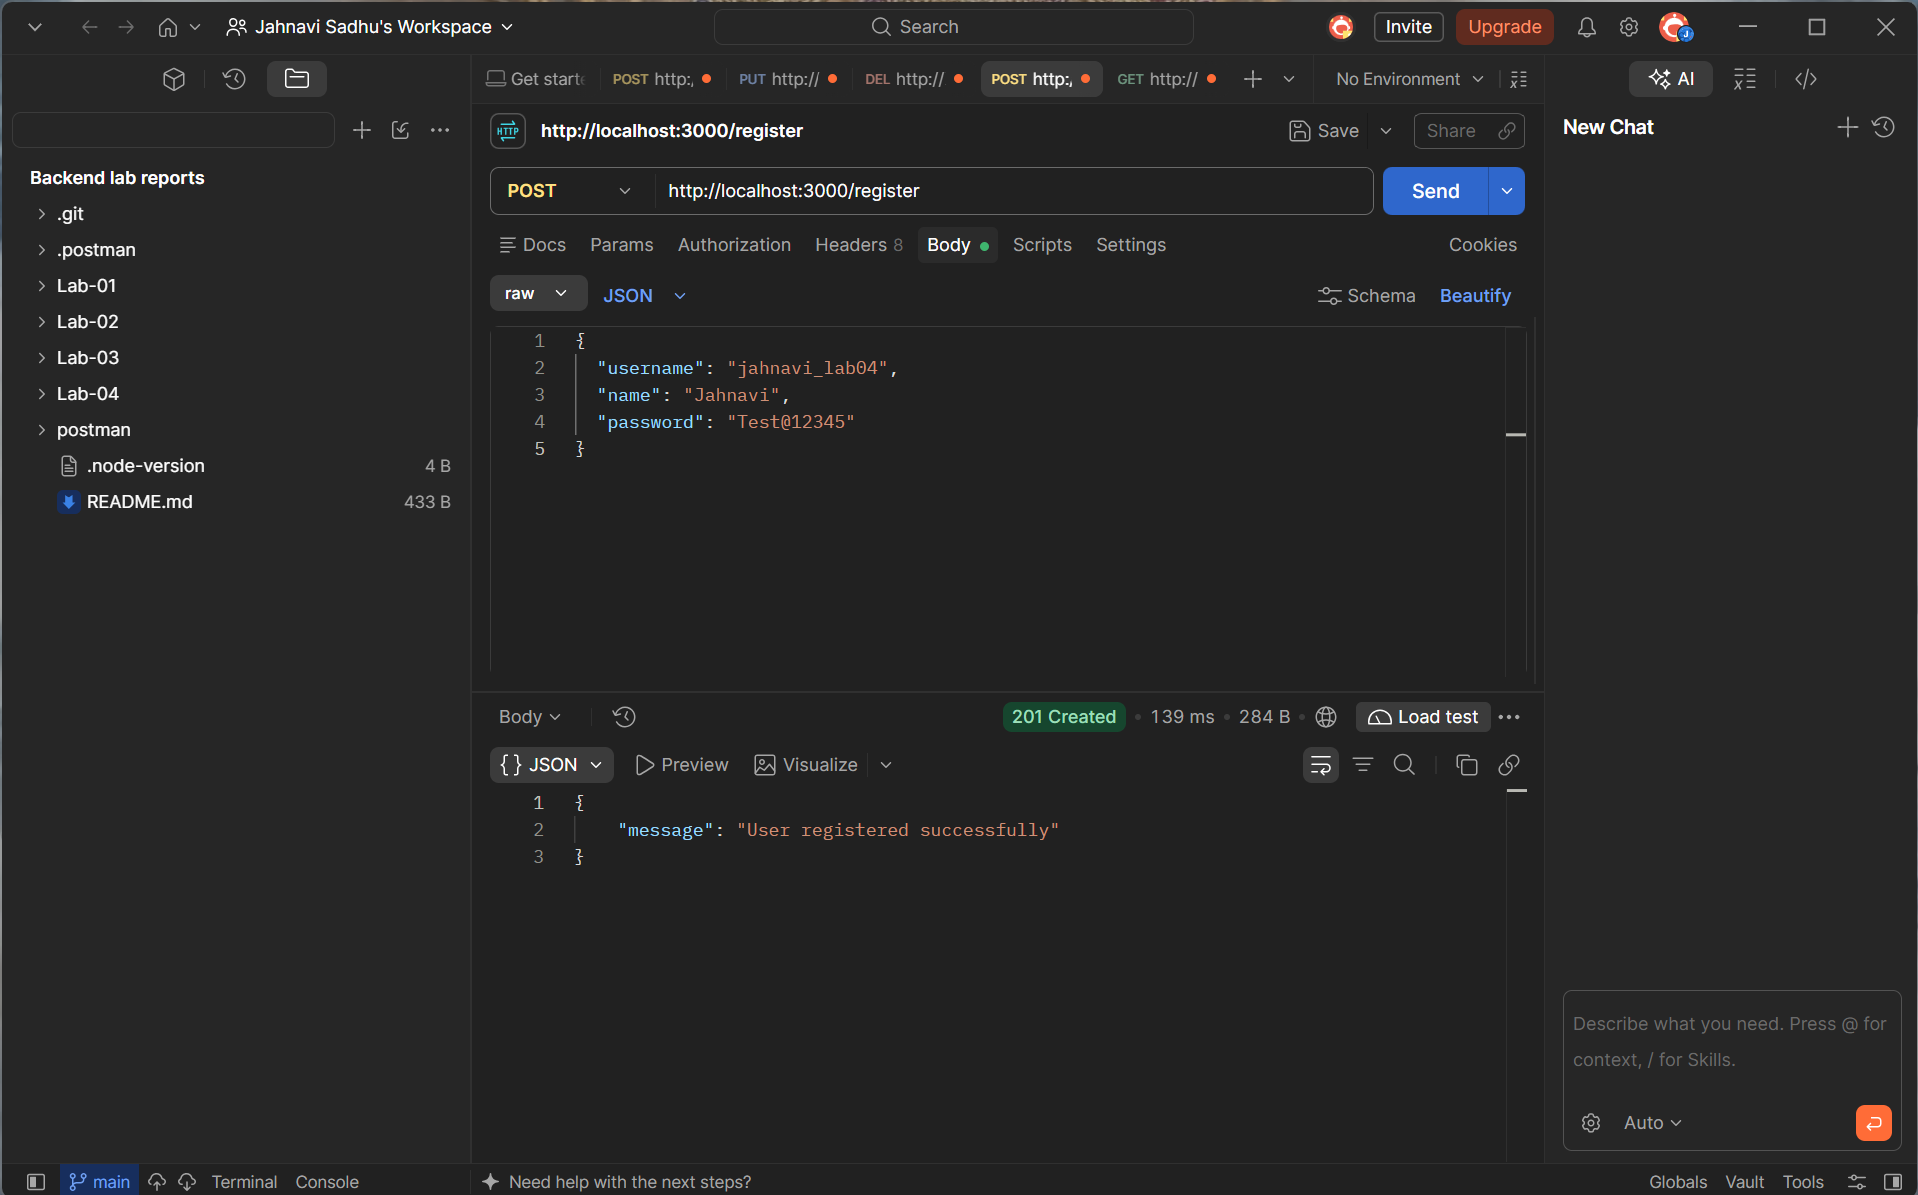 Jahnavi Sadhu's Workspace
Search
Invite
Upgrade
J
Get starte
POST http:,
PUT http://
DEL http://
POST http:,
GET http://
No Environment
AI
HTTP
http://localhost:3000/register
Save
Share
New Chat
Backend lab reports
.git
.postman
Lab-01
Lab-02
Lab-03
Lab-04
postman
.node-version 4 B
README.md 433 B
POST
http://localhost:3000/register
Send
Docs
Params
Authorization
Headers 8
Body
Scripts
Settings
Cookies
raw
JSON
Schema
Beautify
1 {
2 "username": "jahnavi_lab04",
3 "name": "Jahnavi",
4 "password": "Test@12345"
5 }
Body
201 Created
139 ms
284 B
Load test
{} JSON
Preview
Visualize
1 {
2 "message": "User registered successfully"
3 }
Describe what you need. Press @ for
context, / for Skills.
Auto
main
Terminal
Console
Need help with the next steps?
Globals
Vault
Tools